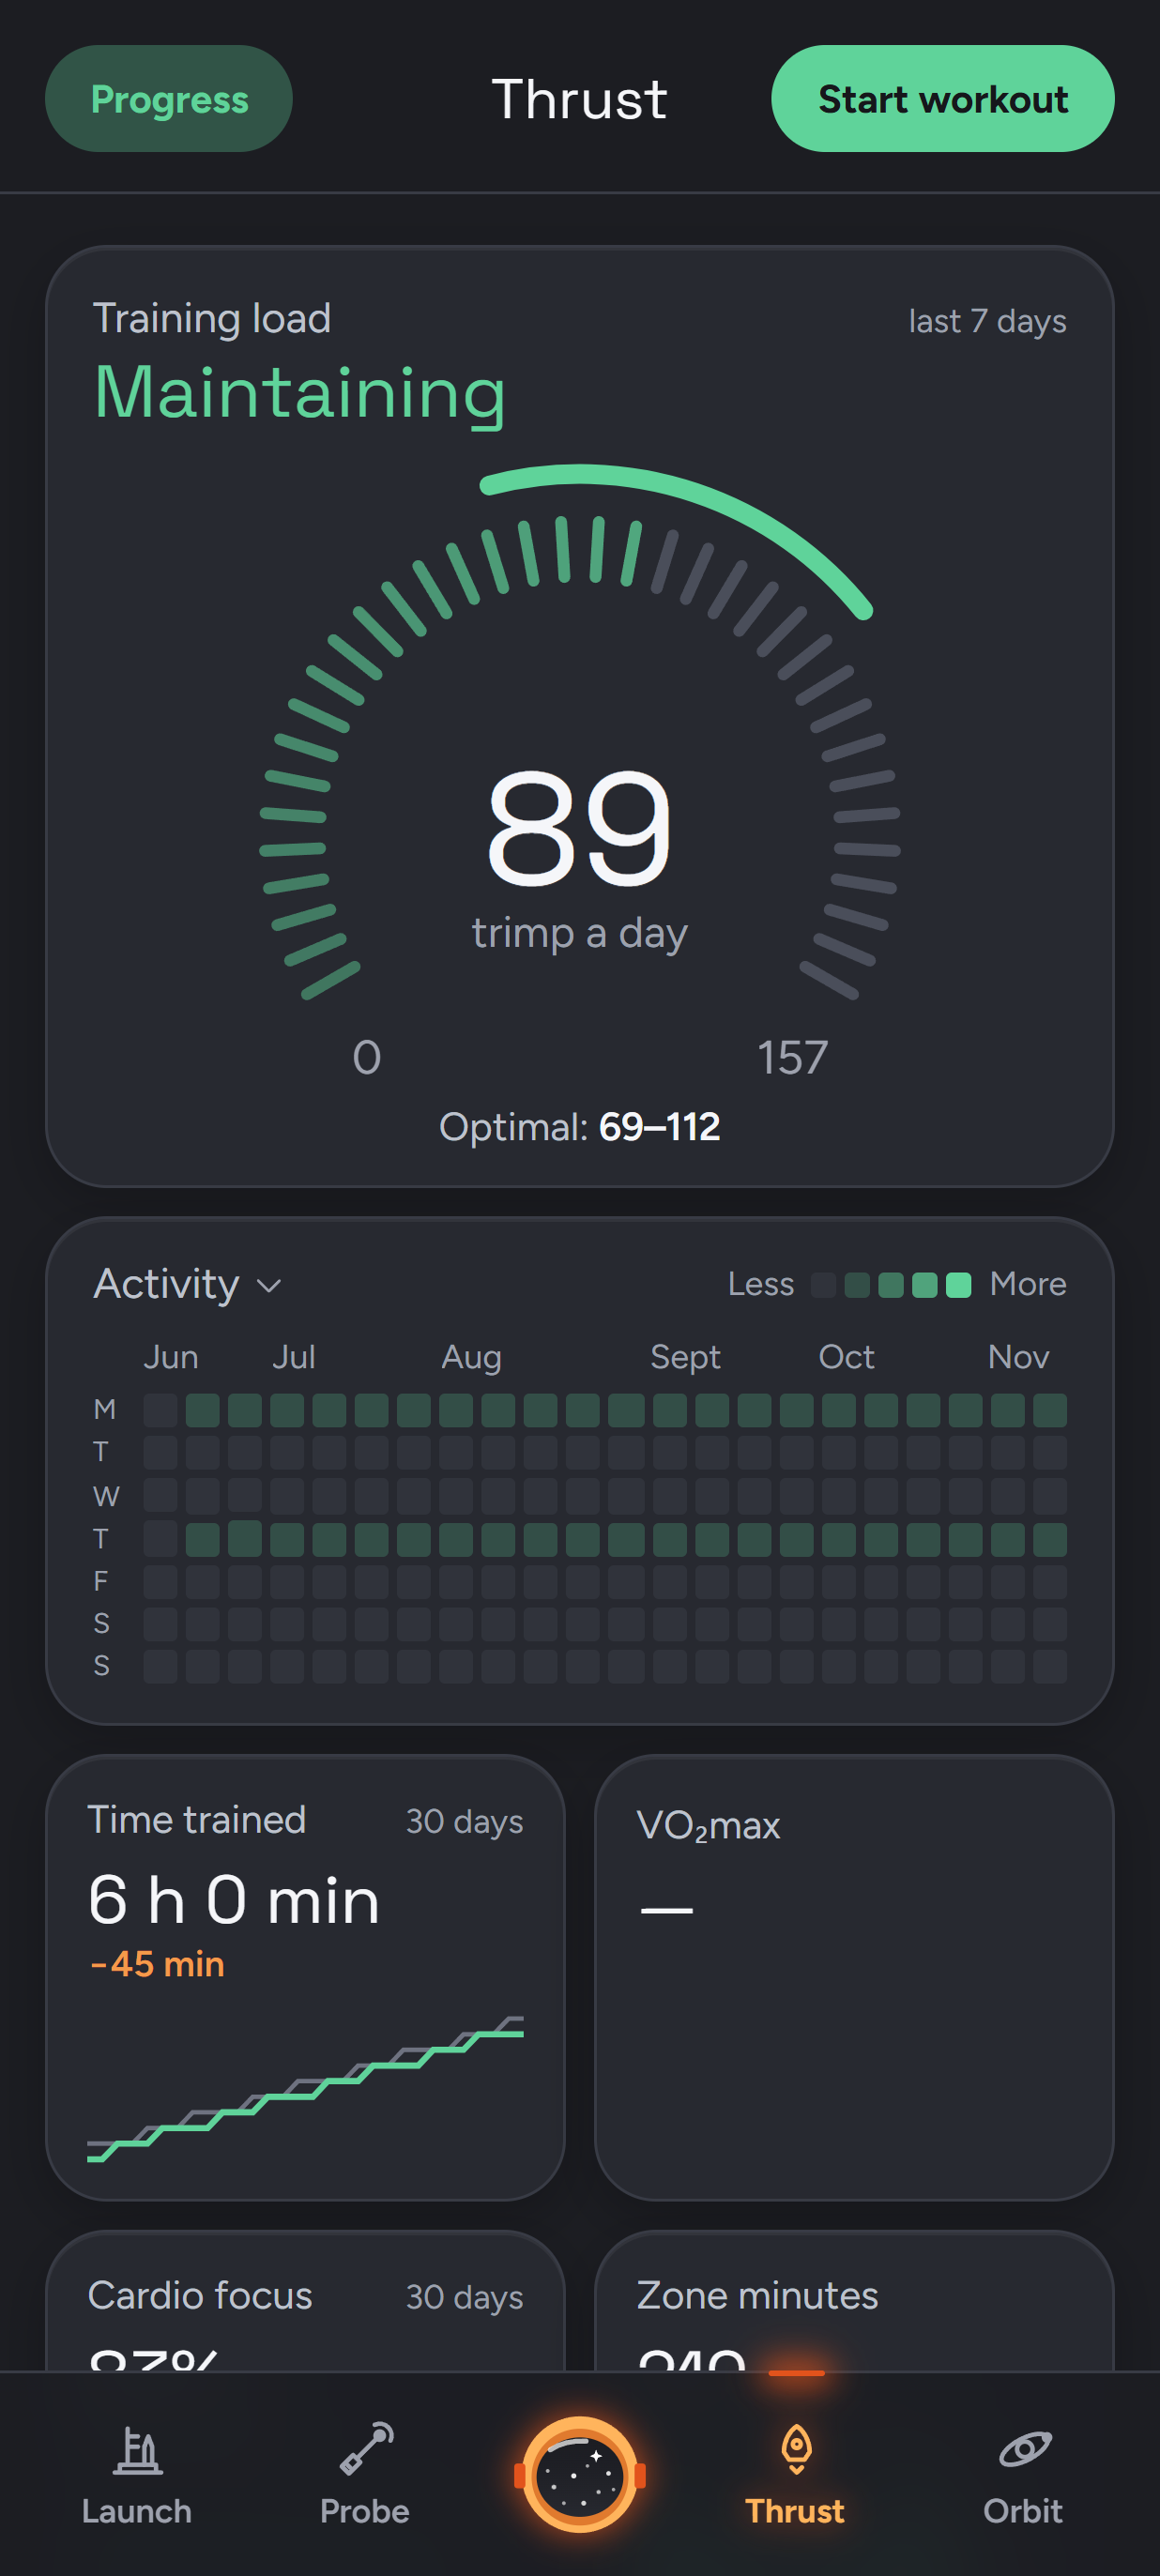 Progress
Thrust
Start workout
Training load
last 7 days
Maintaining
89
trimp a day
0
157
Optimal: 69–112
Activity
Less
More
Jun Jul Aug Sept Oct Nov
M
T
W
T
F
S
S
Time trained
30 days
6 h 0 min
-45 min
VO₂max
—
Cardio focus
30 days
Zone minutes
Launch
Probe
Thrust
Orbit